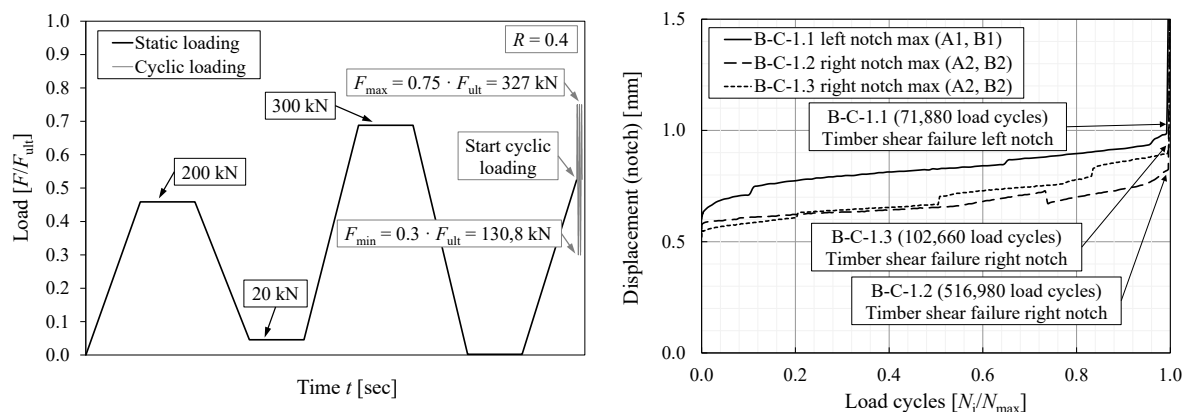 1.0
0.9
0.8
0.7
0.6
0.5
0.4
0.3
0.2
0.1
0.0
Load [F/Fult]
Static loading
Cyclic loading
R = 0.4
Fmax = 0.75 · Fult = 327 kN
300 kN
Start cyclic
loading
200 kN
Fmin = 0.3 · Fult = 130,8 kN
20 kN
Time t [sec]
1.5
1.0
0.5
0.0
Displacement (notch) [mm]
B-C-1.1 left notch max (A1, B1)
B-C-1.2 right notch max (A2, B2)
B-C-1.3 right notch max (A2, B2)
B-C-1.1 (71,880 load cycles)
Timber shear failure left notch
B-C-1.3 (102,660 load cycles)
Timber shear failure right notch
B-C-1.2 (516,980 load cycles)
Timber shear failure right notch
0.0 0.2 0.4 0.6 0.8 1.0
Load cycles [Ni/Nmax]